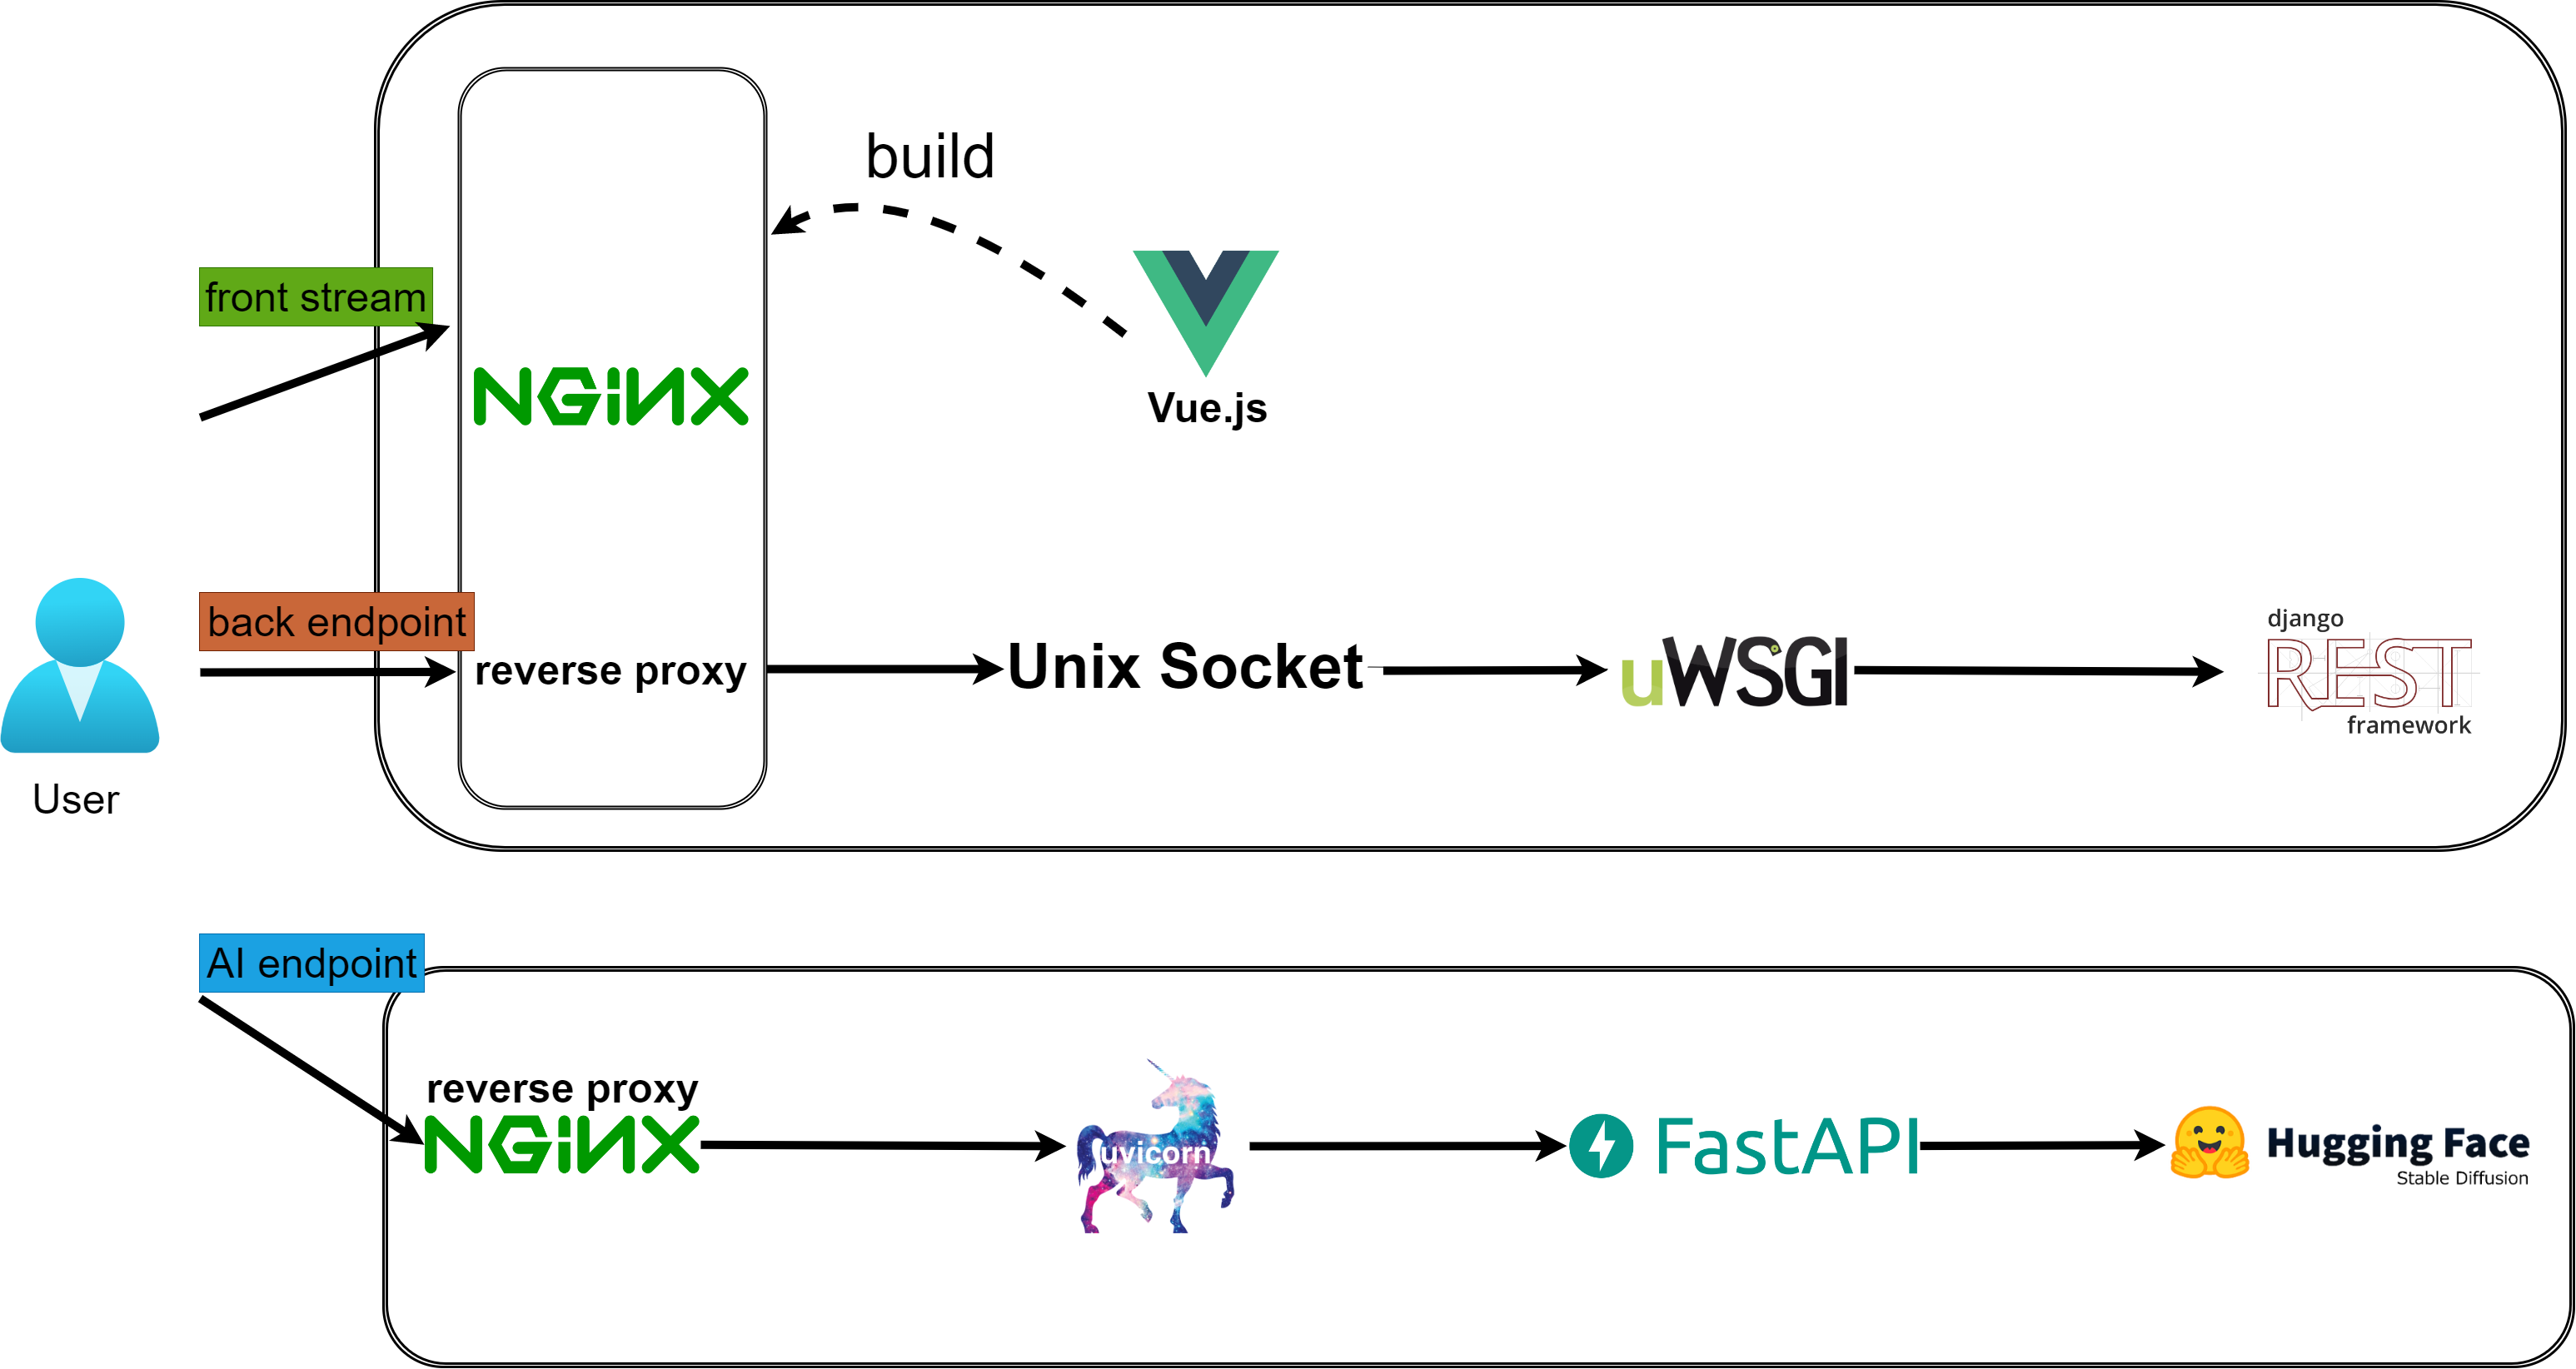 build
front stream
NGINX
Vue.js
back endpoint
reverse proxy
Unix Socket
uWSGI
django
REST
framework
User
AI endpoint
reverse proxy
NGINX
uvicorn
FastAPI
Hugging Face
Stable Diffusion